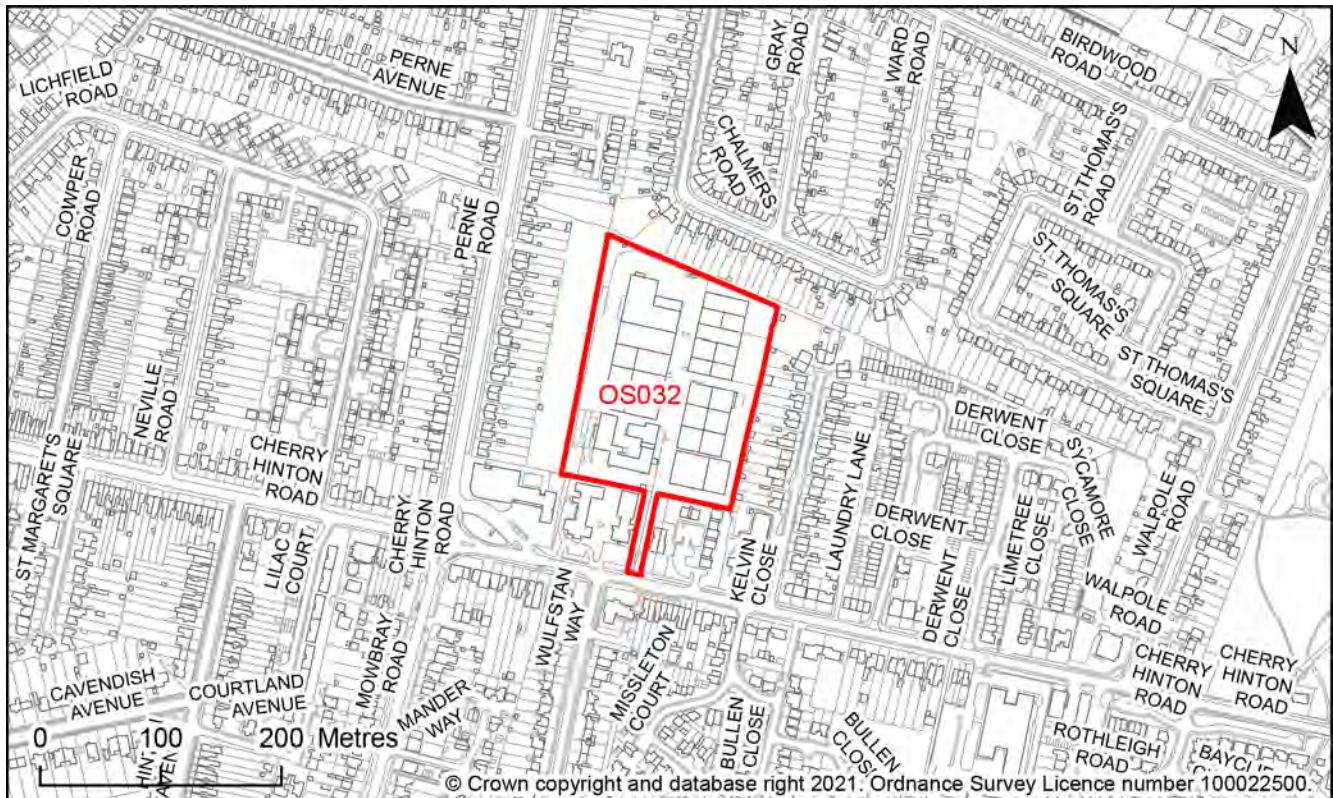 PERNE
AVENUE
LICHFIELD
ROAD
GRAY
ROAD
WARD
ROAD
BIRDWOOD
ROAD
N
COWPER
ROAD
PERNE
ROAD
CHALMERS
ROAD
ST THOMAS'S
ROAD
ST THOMAS'S
SQUARE
ST THOMAS'S
SQUARE
OS032
NEVILLE
ROAD
ST MARGARETS
SQUARE
CHERRY
HINTON
ROAD
LILAC
COURT
CHERRY
HINTON
ROAD
LAUNDRY LANE
DERWENT
CLOSE
SYCAMORE
CLOSE
DERWENT
CLOSE
DERWENT
CLOSE
LIMETREE
CLOSE
WALPOLE
ROAD
WALPOLE
ROAD
KELVIN
CLOSE
WULFSTAN
WAY
MISSLETON
COURT
MOWBRAY
ROAD
MANDER
WAY
CAVENDISH
AVENUE
COURTLAND
AVENUE
BULLEN
CLOSE
BULLEN
CLOSE
CHERRY
HINTON
ROAD
CHERRY
HINTON
ROAD
ROTHLEIGH
ROAD
0 100 200 Metres
© Crown copyright and database right 2021. Ordnance Survey Licence number 100022500.